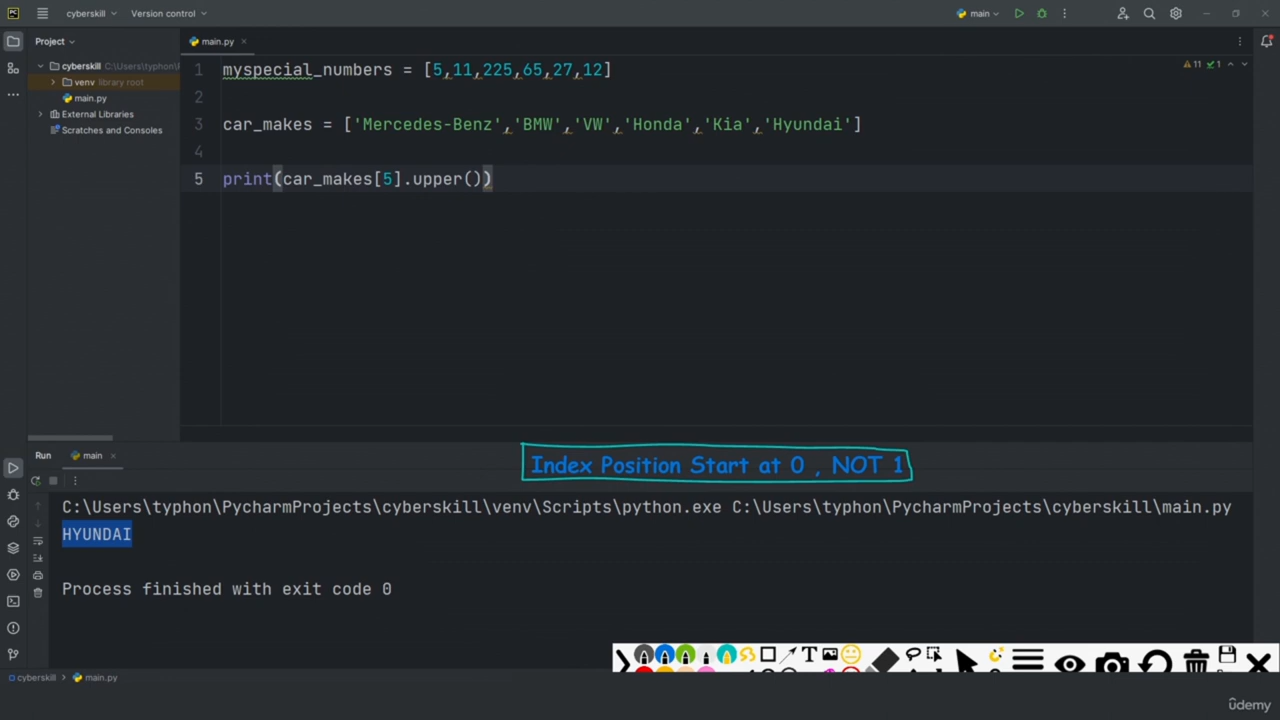 cyberskill
Version control
main
Project
main.py
cyberskill C:\Users\typhon\P
venv library root
main.py
External Libraries
Scratches and Consoles
1 myspecial_numbers = [5,11,225,65,27,12]
2
3 car_makes = ['Mercedes-Benz','BMW','VW','Honda','Kia','Hyundai']
4
5 print(car_makes[5].upper())
11 1
Run main
Index Position Start at 0 , NOT 1
C:\Users\typhon\PycharmProjects\cyberskill\venv\Scripts\python.exe C:\Users\typhon\PycharmProjects\cyberskill\main.py
HYUNDAI
Process finished with exit code 0
cyberskill > main.py
ûdemy